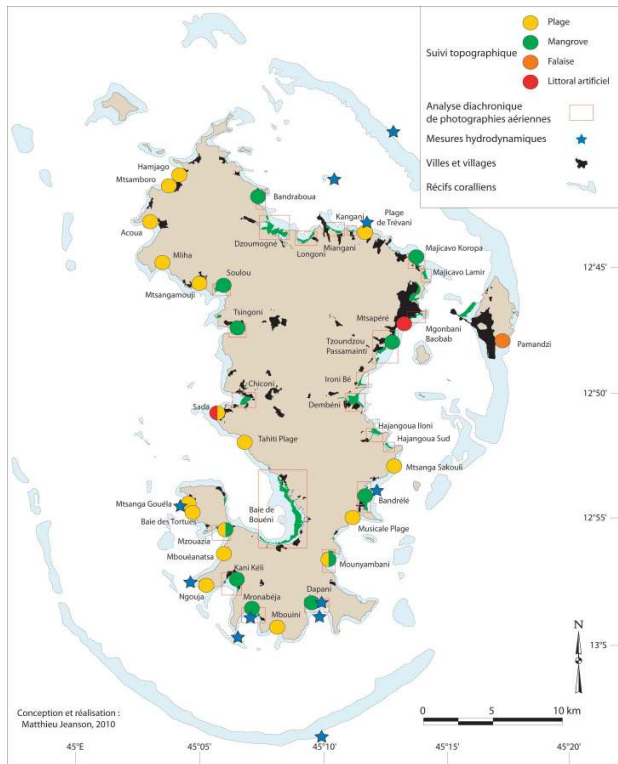 Suivi topographique
Plage
Mangrove
Falaise
Littoral artificiel
Analyse diachronique
de photographies aériennes
Mesures hydrodynamiques
Villes et villages
Récifs coralliens
Hamjago
Mtsamboro
Bandraboua
Acoua
Kangani
Plage
de Trévani
Dzoumogné
Longoni
Miangani
Majicavo Koropa
Mliha
Soulou
Majicavo Lamir
12°45'
Mtsangamouji
Tsingoni
Mtsapéré
Mgonbani
Baobab
Tzoundzou
Passamainti
Pamandzi
Chiconi
Ironi Bé
12°50'
Sada
Dembéni
Hajangoua Iloni
Tahiti Plage
Hajangoua Sud
Mtsanga Sakouli
Mtsanga Gouéla
Bandrélé
Baie des Tortues
Baie de
Bouéni
12°55'
Musicale Plage
Mzouazia
Mbouéanatsa
Mounyambani
Kani Kéli
Ngouja
Mronabéja
Dapani
Mbouini
N
13°S
Conception et réalisation :
Matthieu Jeanson, 2010
0 5 10 km
45°E 45°05' 45°10' 45°15' 45°20'